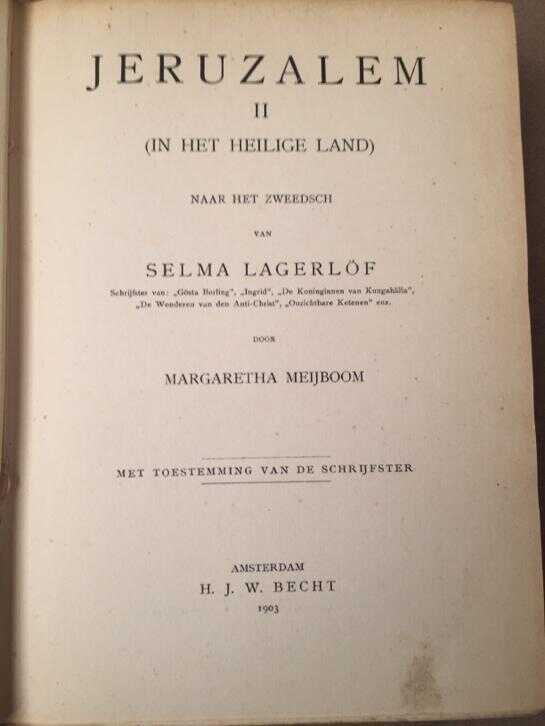 JERUZALEM
II
(IN HET HEILIGE LAND)
NAAR HET ZWEEDSCH
VAN
SELMA LAGERLÖF
Schrijfster van: „Gösta Berling”, „Ingrid”, „De Koninginnen van Kungahälla”,
„De Wonderen van den Anti-Christ”, „Onzichtbare Ketenen” enz.
DOOR
MARGARETHA MEIJBOOM
MET TOESTEMMING VAN DE SCHRIJFSTER
AMSTERDAM
H. J. W. BECHT
1903